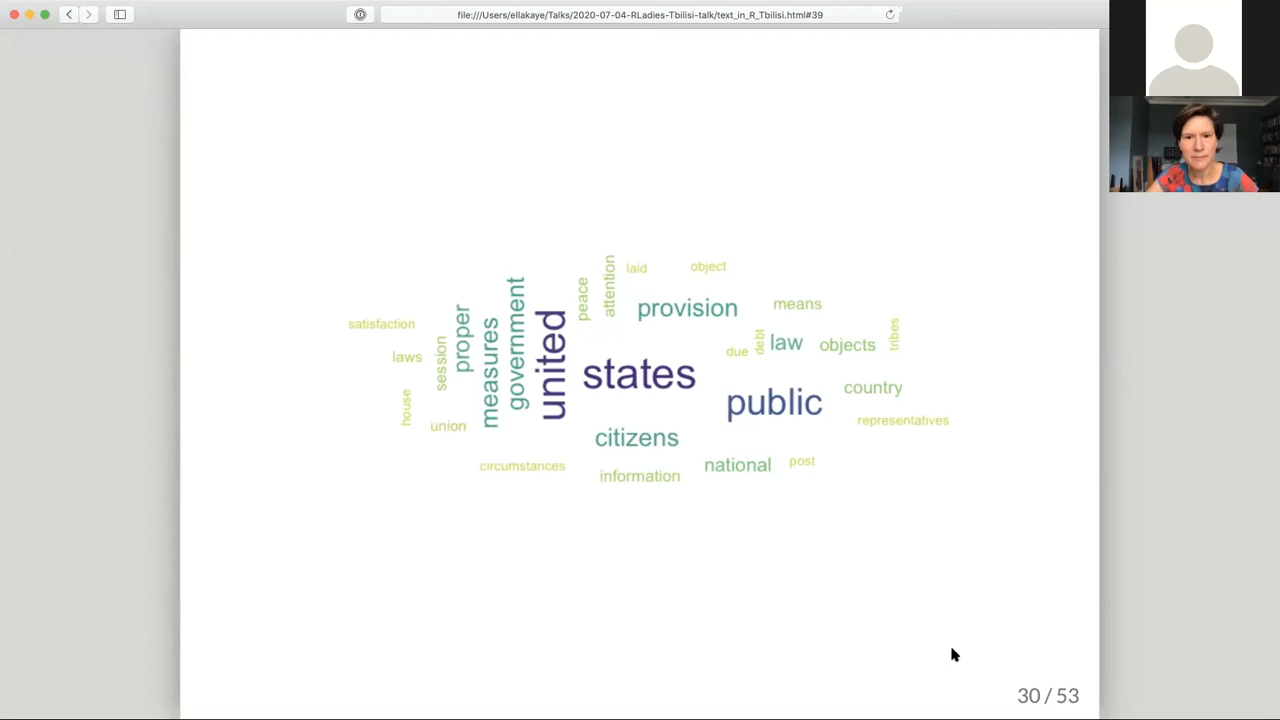 file:///Users/ellakaye/Talks/2020-07-04-RLadies-Tbilisi-talk/text_in_R_Tbilisi.html#39
satisfaction
laws
house
session
union
proper
measures
government
united
peace
attention
laid
object
provision
means
states
due
debt
law
objects
tribes
public
country
representatives
citizens
circumstances
information
national
post
30 / 53